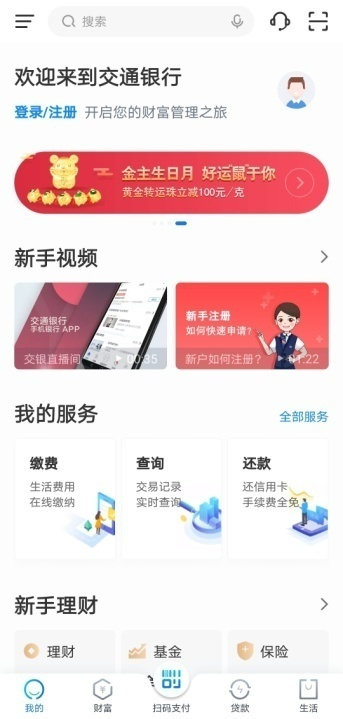 搜索
欢迎来到交通银行
登录/注册 开启您的财富管理之旅
金主生日月 好运鼠于你
黄金转运珠立减100元/克
新手视频
交通银行
手机银行 APP
交银直播间
00:35
新手注册
如何快速申请?
新户如何注册?
01:22
我的服务
全部服务
缴费
生活费用
在线缴纳
查询
交易记录
实时查询
还款
还信用卡
手续费全免
新手理财
理财
基金
保险
我的
财富
扫码支付
贷款
生活